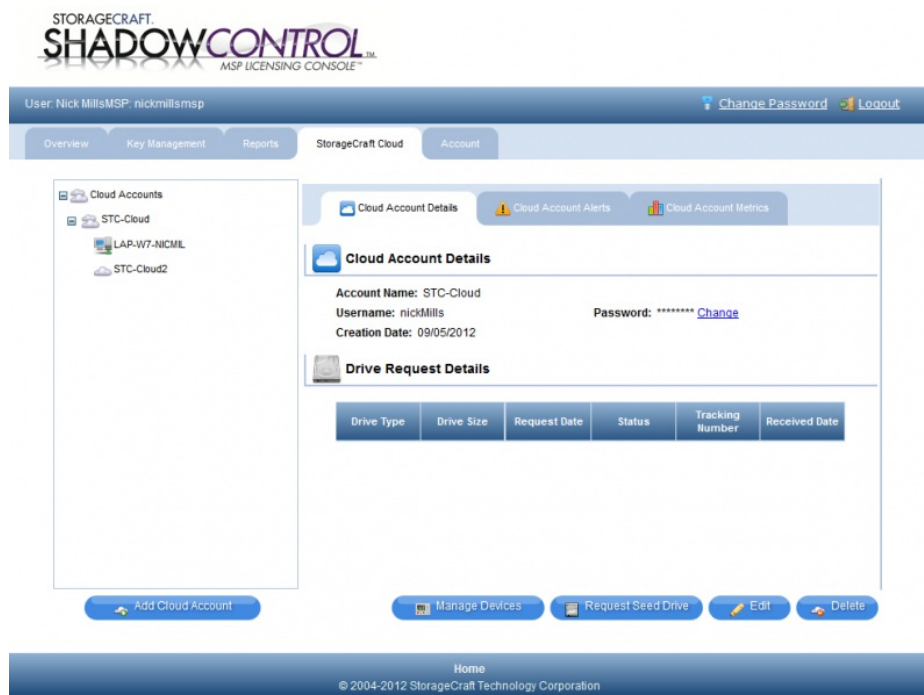 STORAGECRAFT.
SHADOWCONTROL™
MSP LICENSING CONSOLE™
User: Nick MillsMSP: nickmillsmsp
Change Password
Logout
Overview
Key Management
Reports
StorageCraft Cloud
Account
Cloud Accounts
STC-Cloud
LAP-W7-NICMIL
STC-Cloud2
Cloud Account Details
Cloud Account Alerts
Cloud Account Metrics
Cloud Account Details
Account Name: STC-Cloud
Username: nickMills
Password: ******** Change
Creation Date: 09/05/2012
Drive Request Details
Drive Type
Drive Size
Request Date
Status
Tracking Number
Received Date
Add Cloud Account
Manage Devices
Request Seed Drive
Edit
Delete
Home
© 2004-2012 StorageCraft Technology Corporation